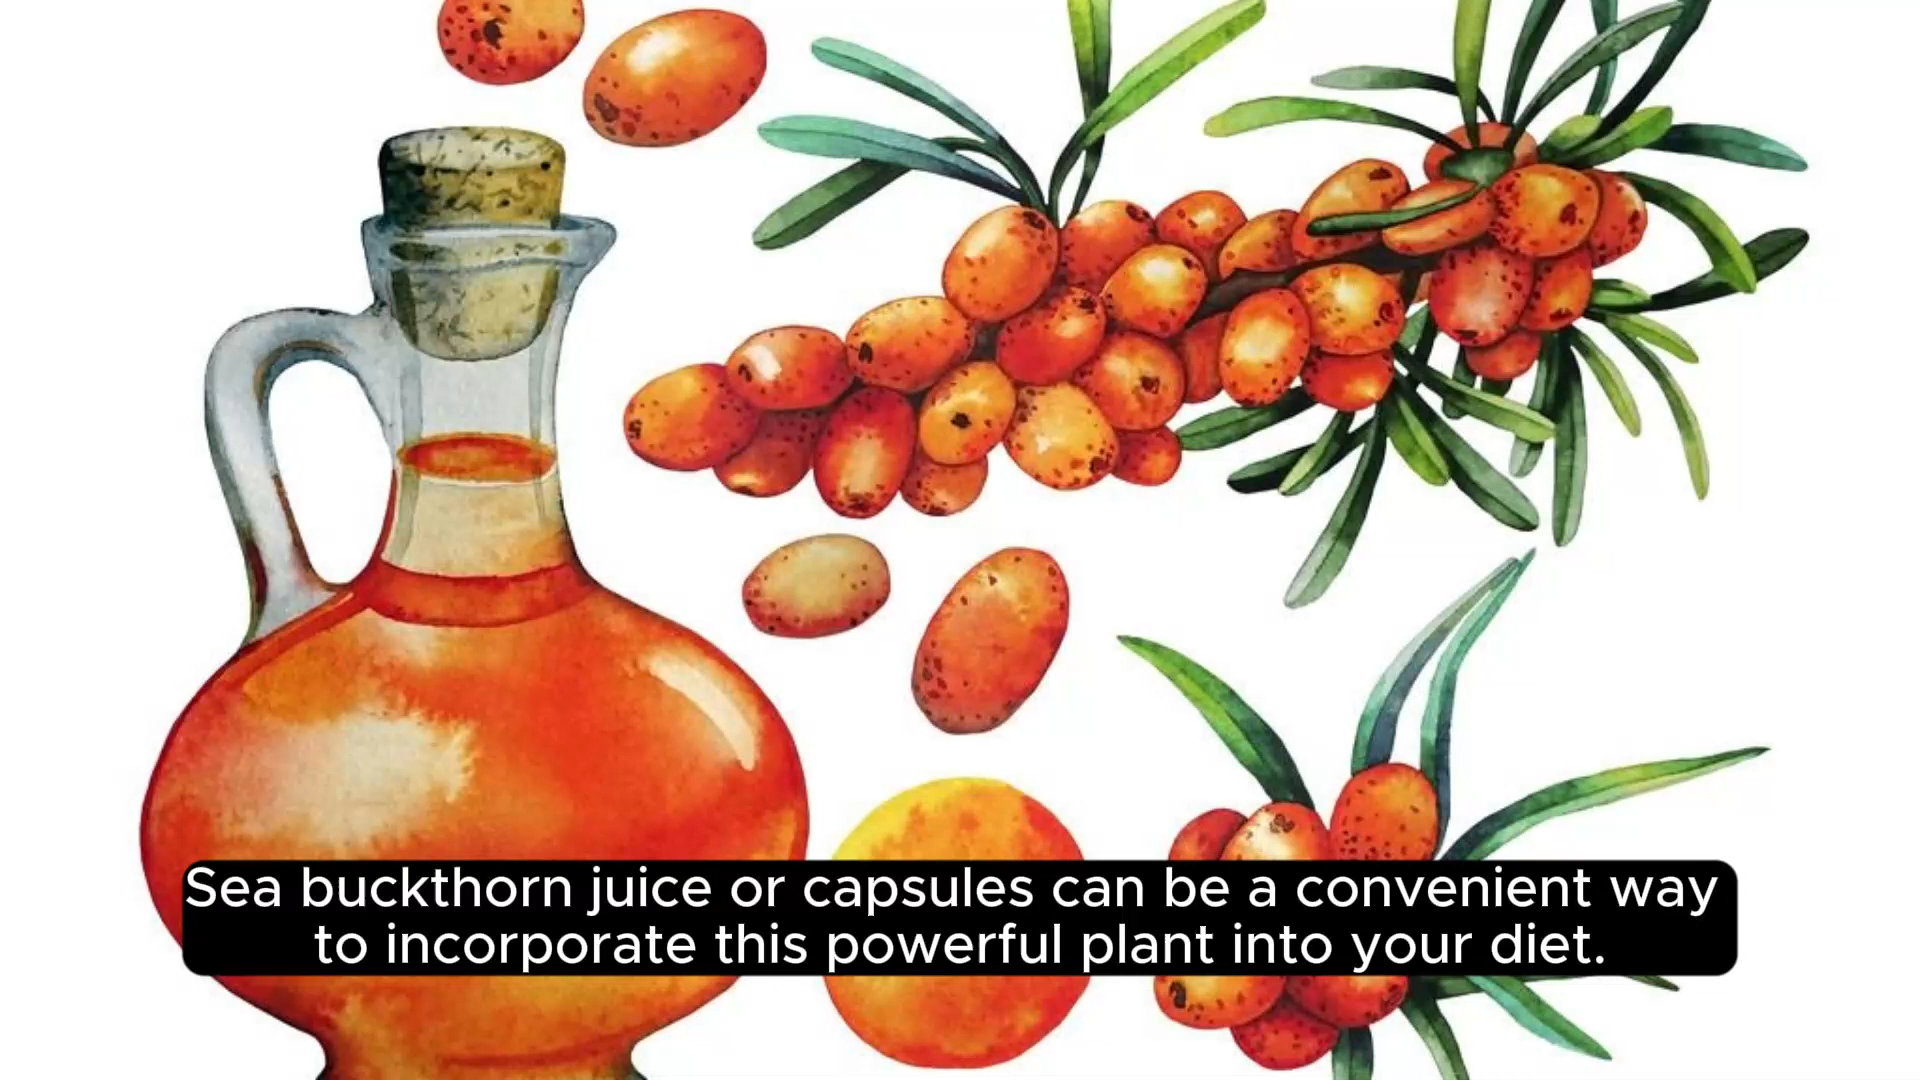 Sea buckthorn juice or capsules can be a convenient way
to incorporate this powerful plant into your diet.